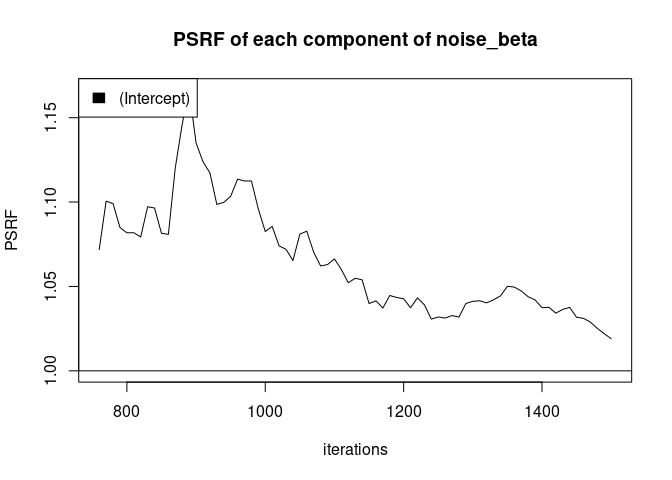 PSRF of each component of noise_beta
(Intercept)
1.15
1.10
1.05
1.00
PSRF
800 1000 1200 1400
iterations